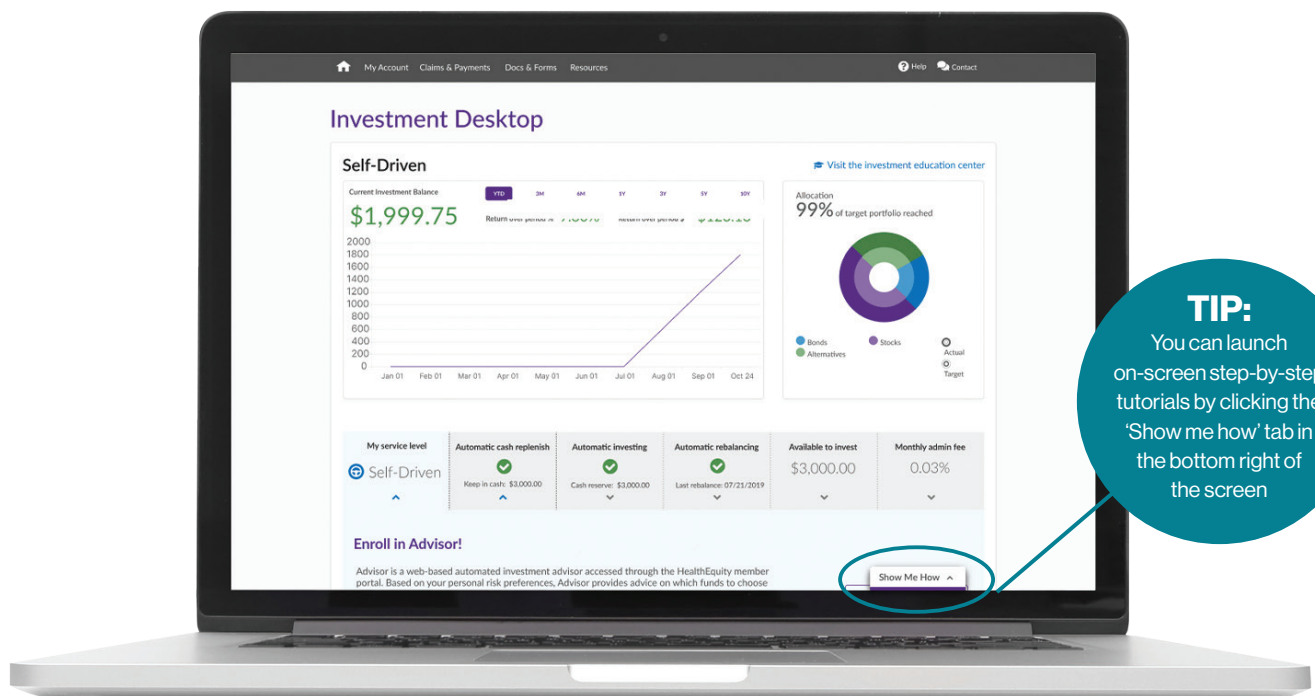 My Account Claims & Payments Docs & Forms Resources Help Contact
Investment Desktop
Self-Driven
Visit the investment education center
Current Investment Balance
$1,999.75
YTD 3M 6M 1Y 3Y 5Y 10Y
Return over period % Return over period $
Allocation
99% of target portfolio reached
2000
1800
1600
1400
1200
1000
800
600
400
200
0
Jan 01 Feb 01 Mar 01 Apr 01 May 01 Jun 01 Jul 01 Aug 01 Sep 01 Oct 24
Bonds Stocks
Alternatives
Actual
Target
My service level
Self-Driven
Automatic cash replenish
Keep in cash: $3,000.00
Automatic investing
Cash reserve: $3,000.00
Automatic rebalancing
Last rebalance: 07/21/2019
Available to invest
$3,000.00
Monthly admin fee
0.03%
Enroll in Advisor!
Advisor is a web-based automated investment advisor accessed through the HealthEquity member
portal. Based on your personal risk preferences, Advisor provides advice on which funds to choose
Show Me How
TIP:
You can launch
on-screen step-by-step
tutorials by clicking the
‘Show me how’ tab in
the bottom right of
the screen